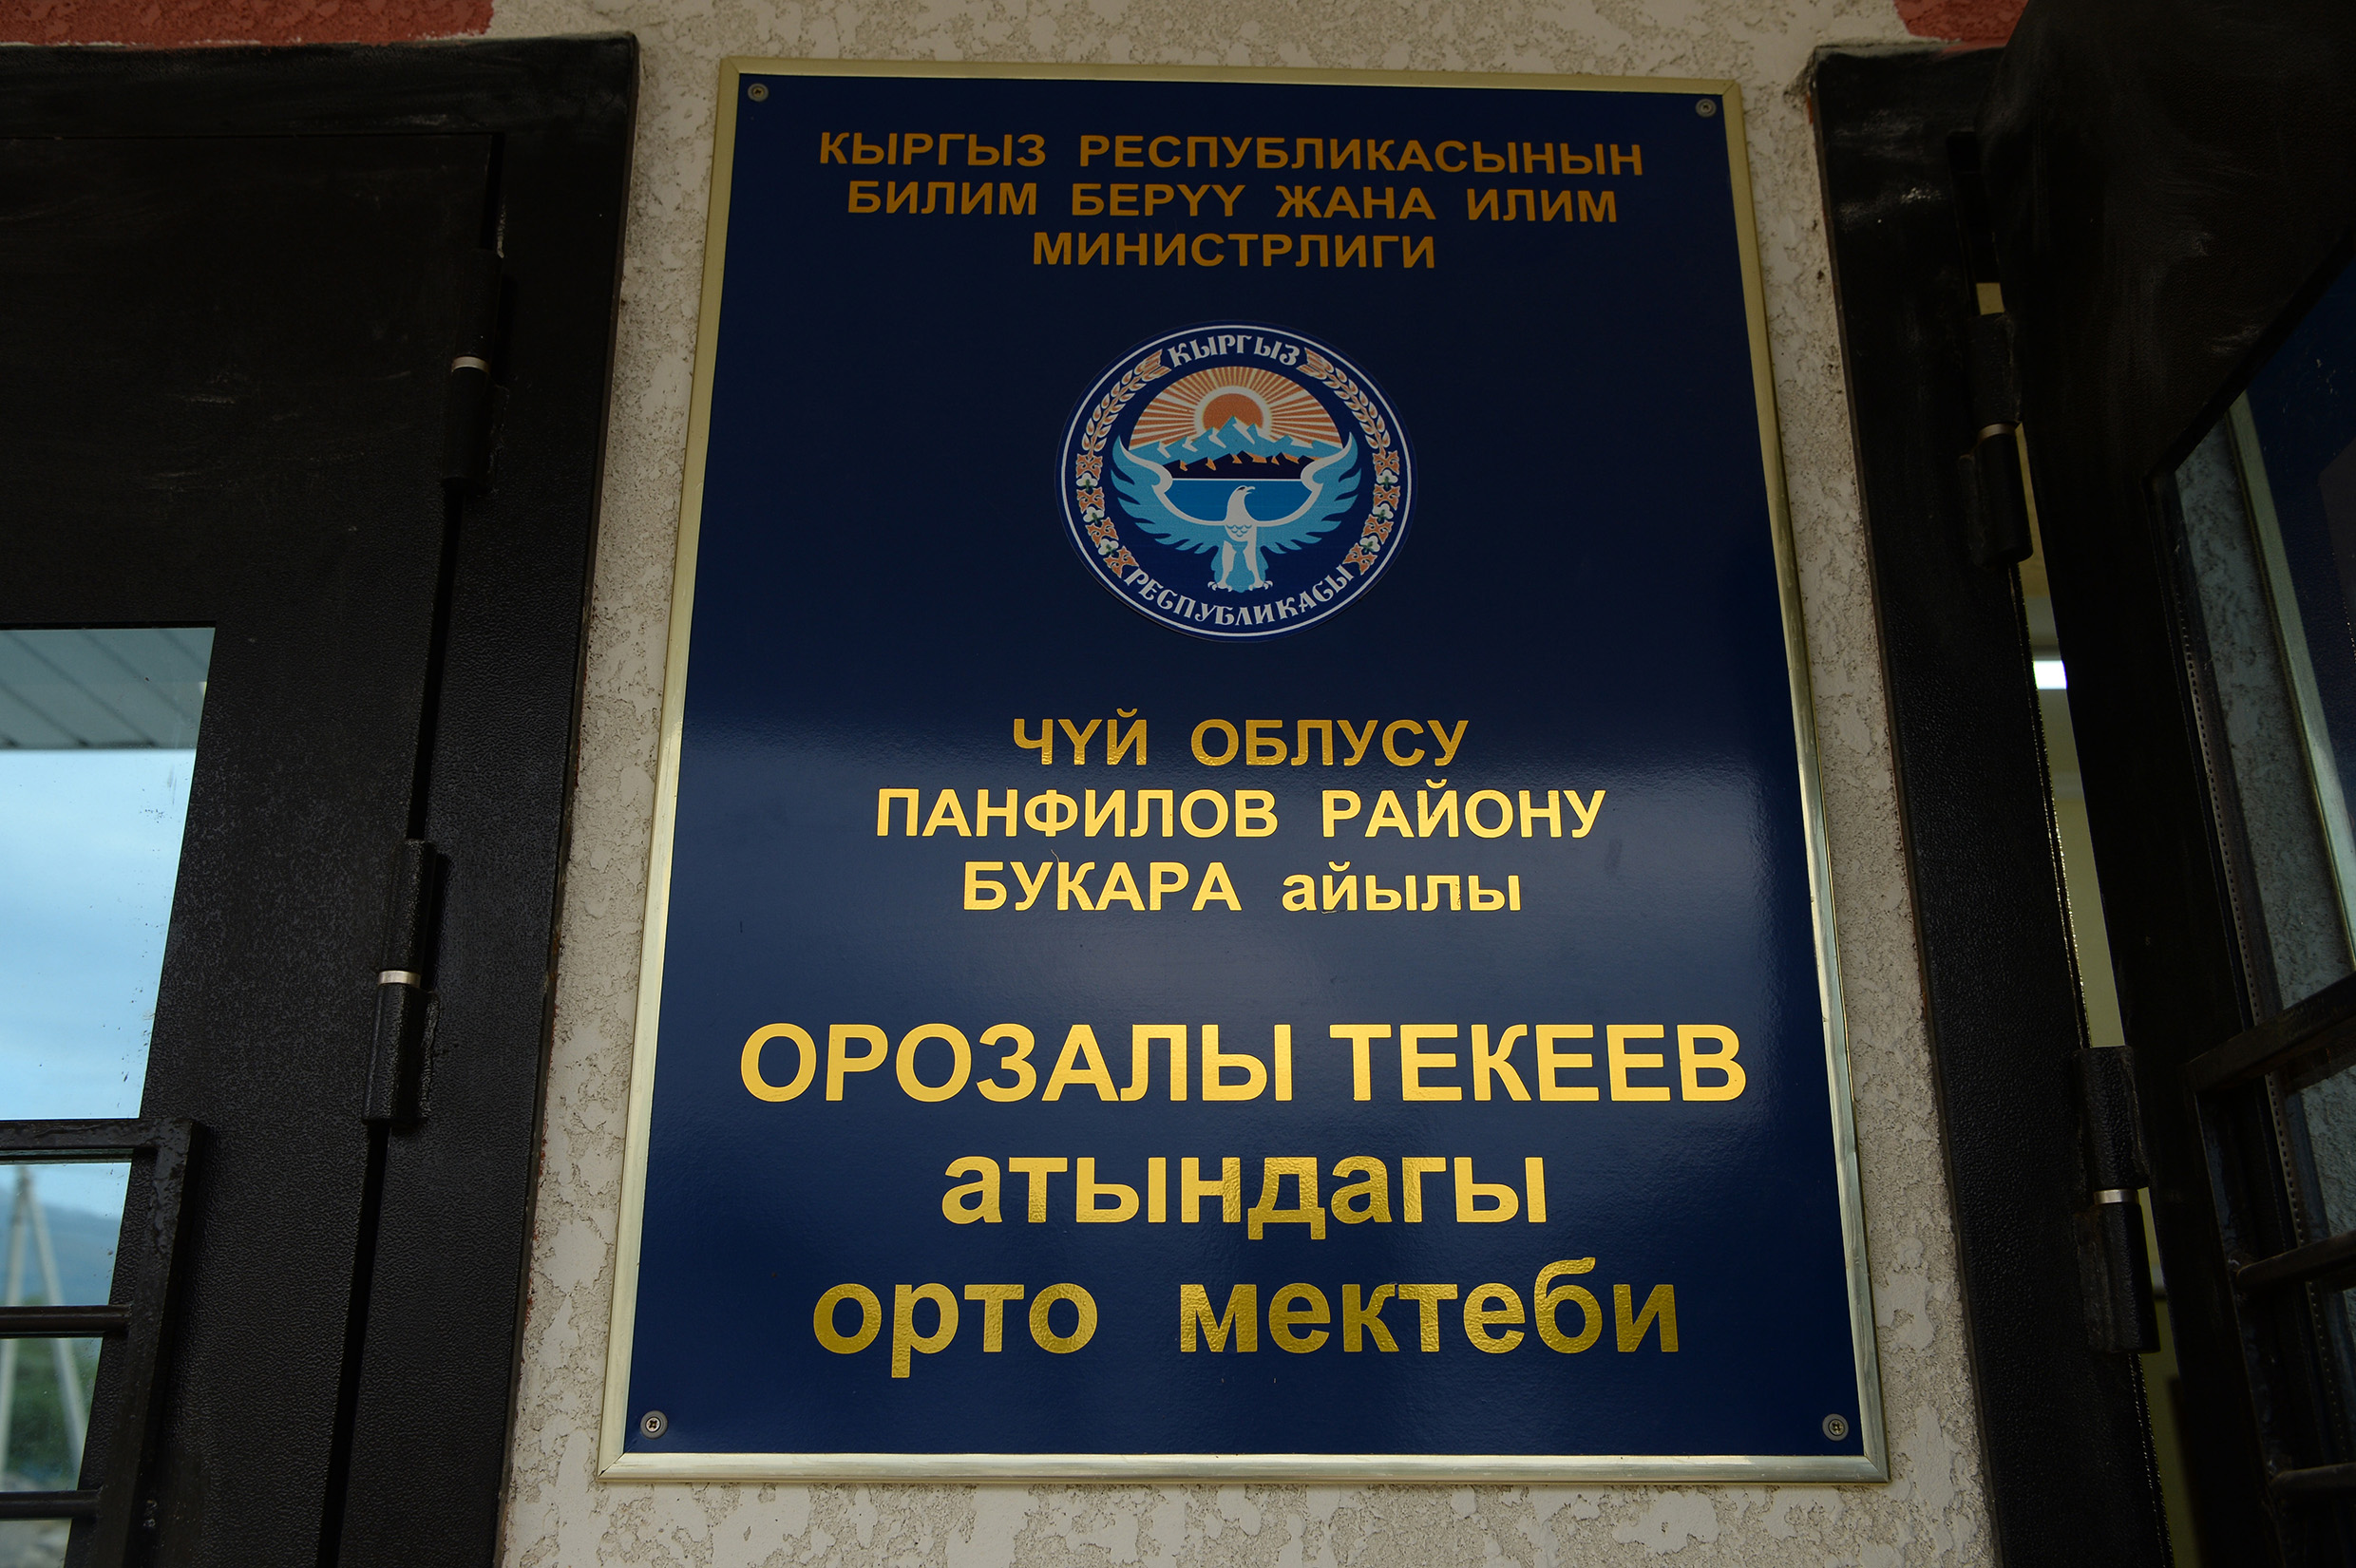 КЫРГЫЗ РЕСПУБЛИКАСЫНЫН
БИЛИМ БЕРҮҮ ЖАНА ИЛИМ
МИНИСТРЛИГИ
КЫРГЫЗ
РЕСПУБЛИКАСЫ
ЧҮЙ ОБЛУСУ
ПАНФИЛОВ РАЙОНУ
БУКАРА айылы
ОРОЗАЛЫ ТЕКЕЕВ
атындагы
орто мектеби